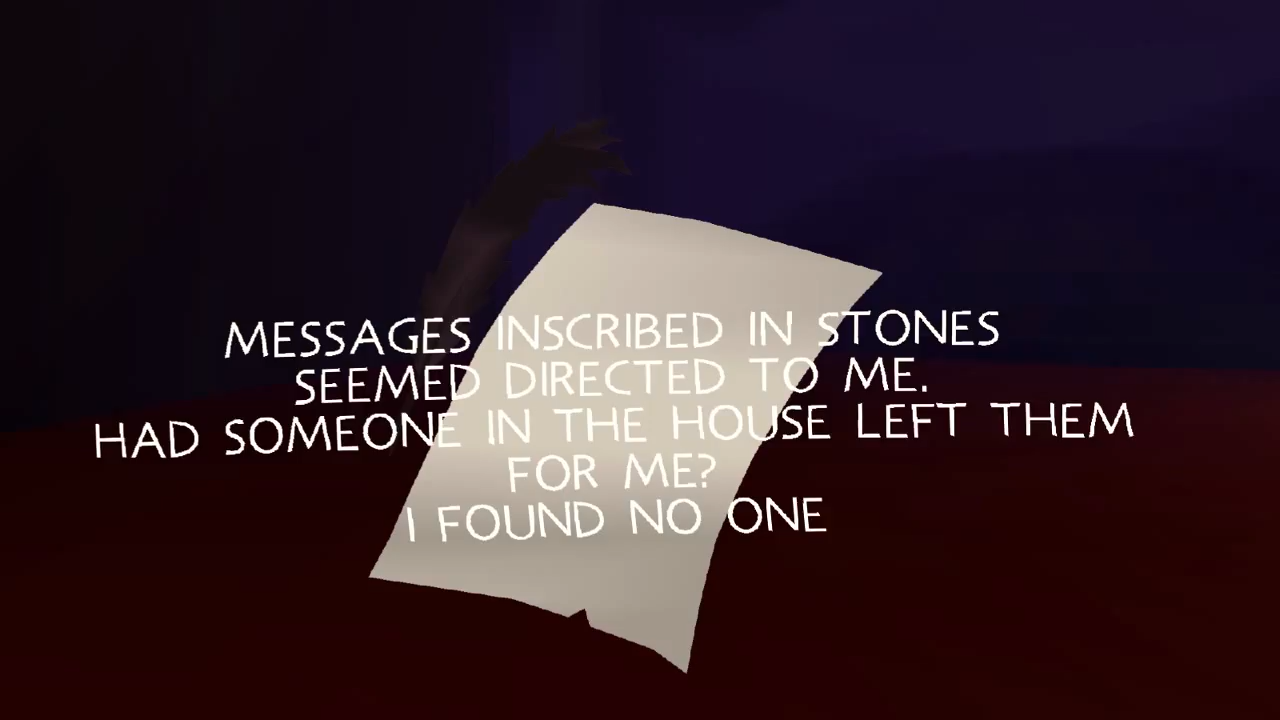 MESSAGES INSCRIBED IN STONES
SEEMED DIRECTED TO ME.
HAD SOMEONE IN THE HOUSE LEFT THEM
FOR ME?
I FOUND NO ONE